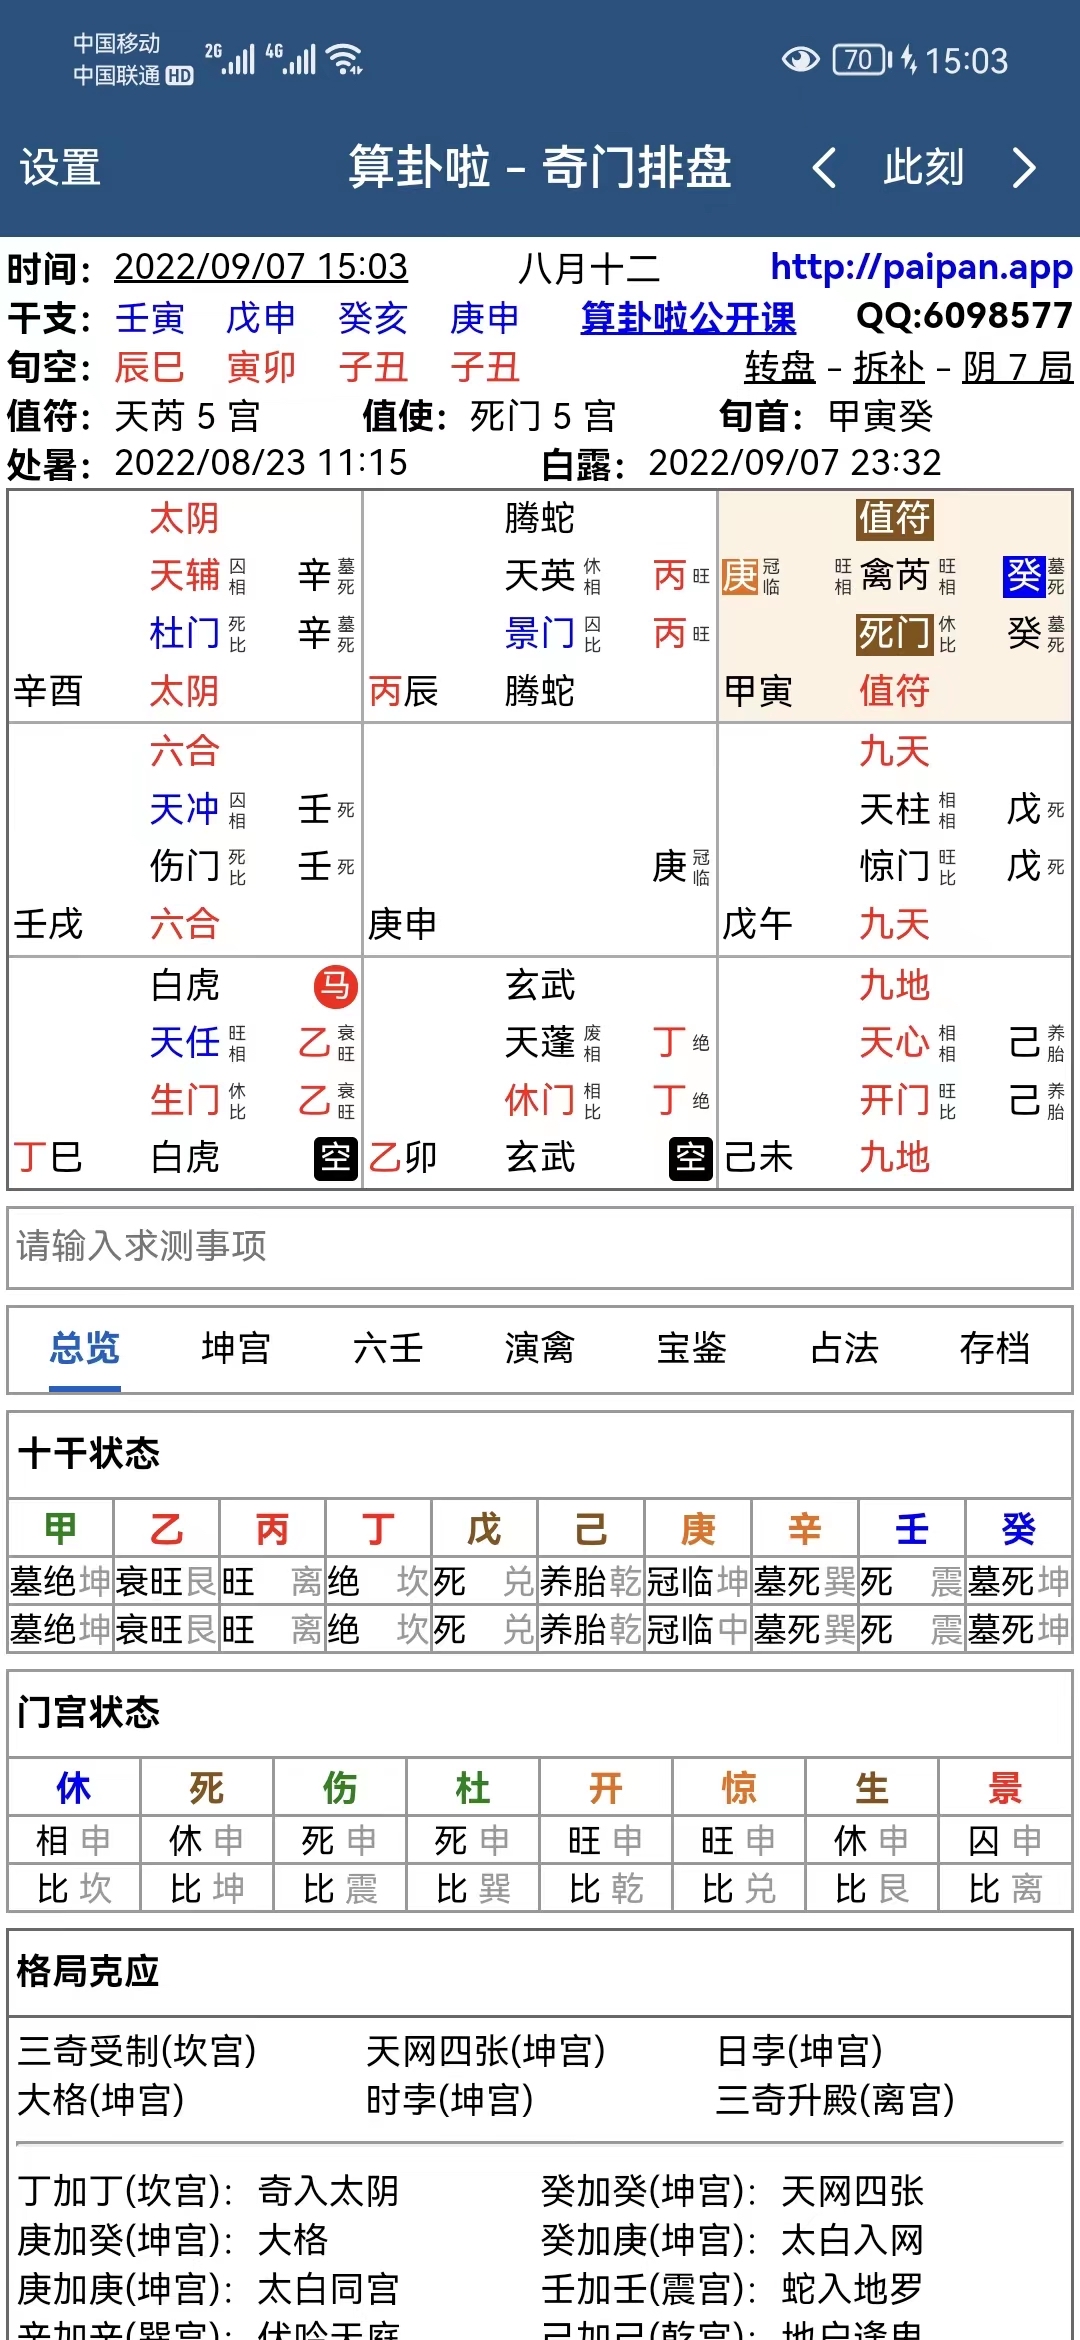 中国移动
中国联通 HD 2G 4G 70 15:03
设置 算卦啦 - 奇门排盘 此刻
时间： 2022/09/07 15:03 八月十二 http://paipan.app
干支： 壬寅 戊申 癸亥 庚申 算卦啦公开课 QQ:6098577
旬空： 辰巳 寅卯 子丑 子丑 转盘 - 拆补 - 阴 7 局
值符： 天芮 5 宫 值使： 死门 5 宫 旬首： 甲寅癸
处暑： 2022/08/23 11:15 白露： 2022/09/07 23:32
太阴
天辅 囚相 辛 墓死
杜门 死比 辛 墓死
辛酉 太阴
腾蛇
天英 休相 丙 旺
景门 囚比 丙 旺
丙辰 腾蛇
值符
庚 冠临 旺相 禽芮 旺相 癸 墓死
死门 休比 癸 墓死
甲寅 值符
六合
天冲 囚相 壬 死
伤门 死比 壬 死
壬戌 六合
庚 冠临
庚申
九天
天柱 相相 戊 死
惊门 旺比 戊 死
戊午 九天
白虎 马
天任 旺相 乙 衰旺
生门 休比 乙 衰旺
丁巳 白虎 空
玄武
天蓬 废相 丁 绝
休门 相比 丁 绝
乙卯 玄武 空
九地
天心 相相 己 养胎
开门 旺比 己 养胎
己未 九地
请输入求测事项
总览 坤宫 六壬 演禽 宝鉴 占法 存档
十干状态
甲 乙 丙 丁 戊 己 庚 辛 壬 癸
墓绝坤 衰旺艮 旺 离 绝 坎 死 兑 养胎乾 冠临坤 墓死巽 死 震 墓死坤
墓绝坤 衰旺艮 旺 离 绝 坎 死 兑 养胎乾 冠临中 墓死巽 死 震 墓死坤
门宫状态
休 死 伤 杜 开 惊 生 景
相 申 休 申 死 申 死 申 旺 申 旺 申 休 申 囚 申
比 坎 比 坤 比 震 比 巽 比 乾 比 兑 比 艮 比 离
格局克应
三奇受制(坎宫) 天网四张(坤宫) 日孛(坤宫)
大格(坤宫) 时孛(坤宫) 三奇升殿(离宫)
丁加丁(坎宫)： 奇入太阴 癸加癸(坤宫)： 天网四张
庚加癸(坤宫)： 大格 癸加庚(坤宫)： 太白入网
庚加庚(坤宫)： 太白同宫 壬加壬(震宫)： 蛇入地罗
辛加辛(巽宫)： 伏吟天庭 己加己(乾宫)： 地户逢鬼